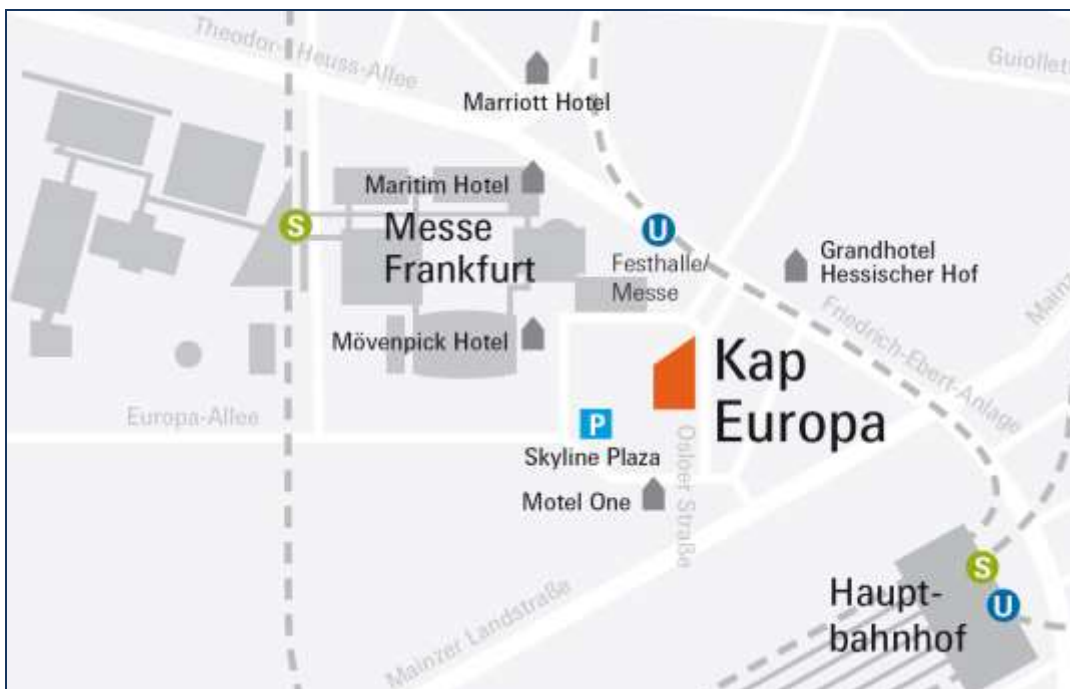 Theodor-Heuss-Allee
Guiollett
Marriott Hotel
Maritim Hotel
S
Messe
Frankfurt
U
Festhalle/
Messe
Grandhotel
Hessischer Hof
Mainz
Mövenpick Hotel
Kap
Europa
Friedrich-Ebert-Anlage
Europa-Allee
P
Skyline Plaza
Osloer Straße
Motel One
Mainzer Landstraße
S
U
Haupt-
bahnhof